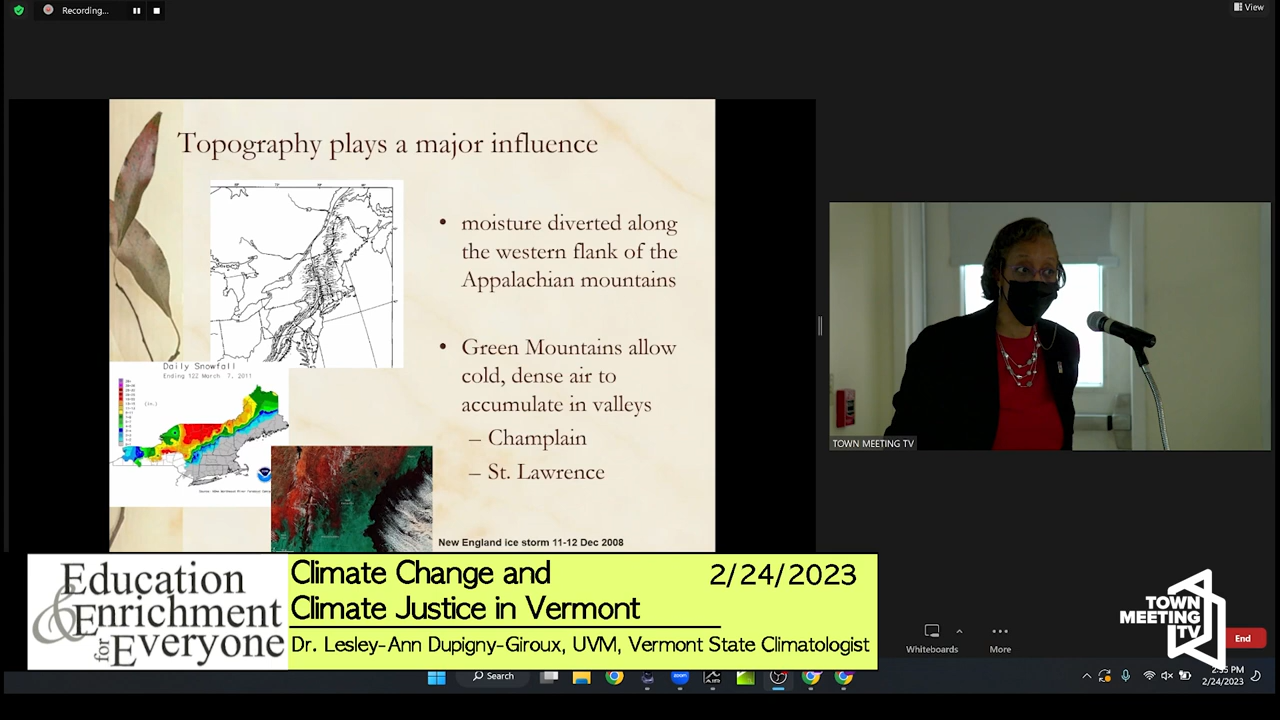 Recording...
View
Topography plays a major influence
• moisture diverted along
the western flank of the
Appalachian mountains
• Green Mountains allow
cold, dense air to
accumulate in valleys
– Champlain
– St. Lawrence
Daily Snowfall
Ending 12Z March 7, 2011
New England ice storm 11-12 Dec 2008
TOWN MEETING TV
Education
& Enrichment
for Everyone
Climate Change and
Climate Justice in Vermont
2/24/2023
Dr. Lesley-Ann Dupigny-Giroux, UVM, Vermont State Climatologist
Whiteboards
More
TOWN
MEETING
TV
End
Search
zoom
PM
2/24/2023